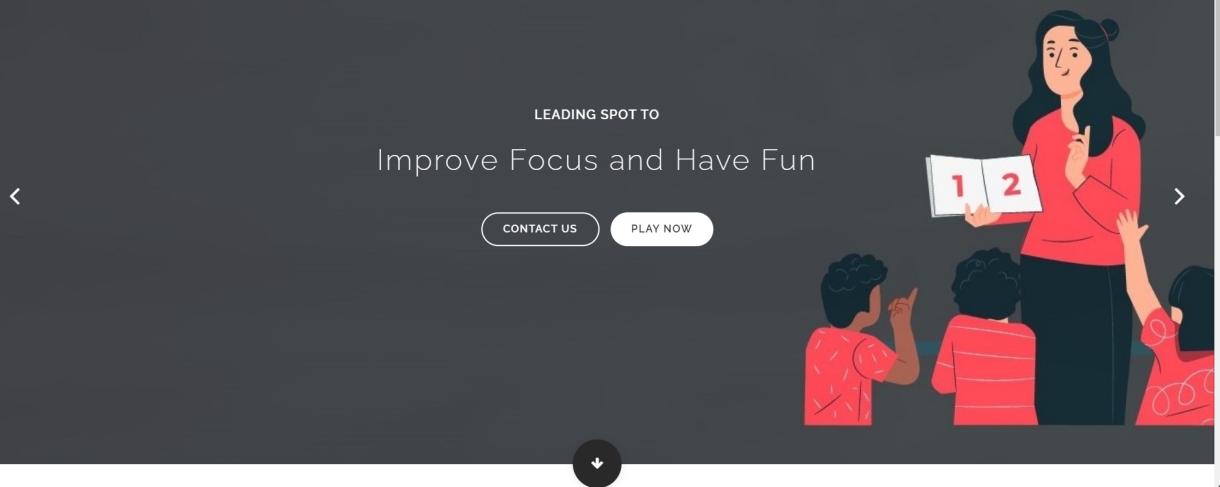 LEADING SPOT TO
Improve Focus and Have Fun
CONTACT US
PLAY NOW
1 2